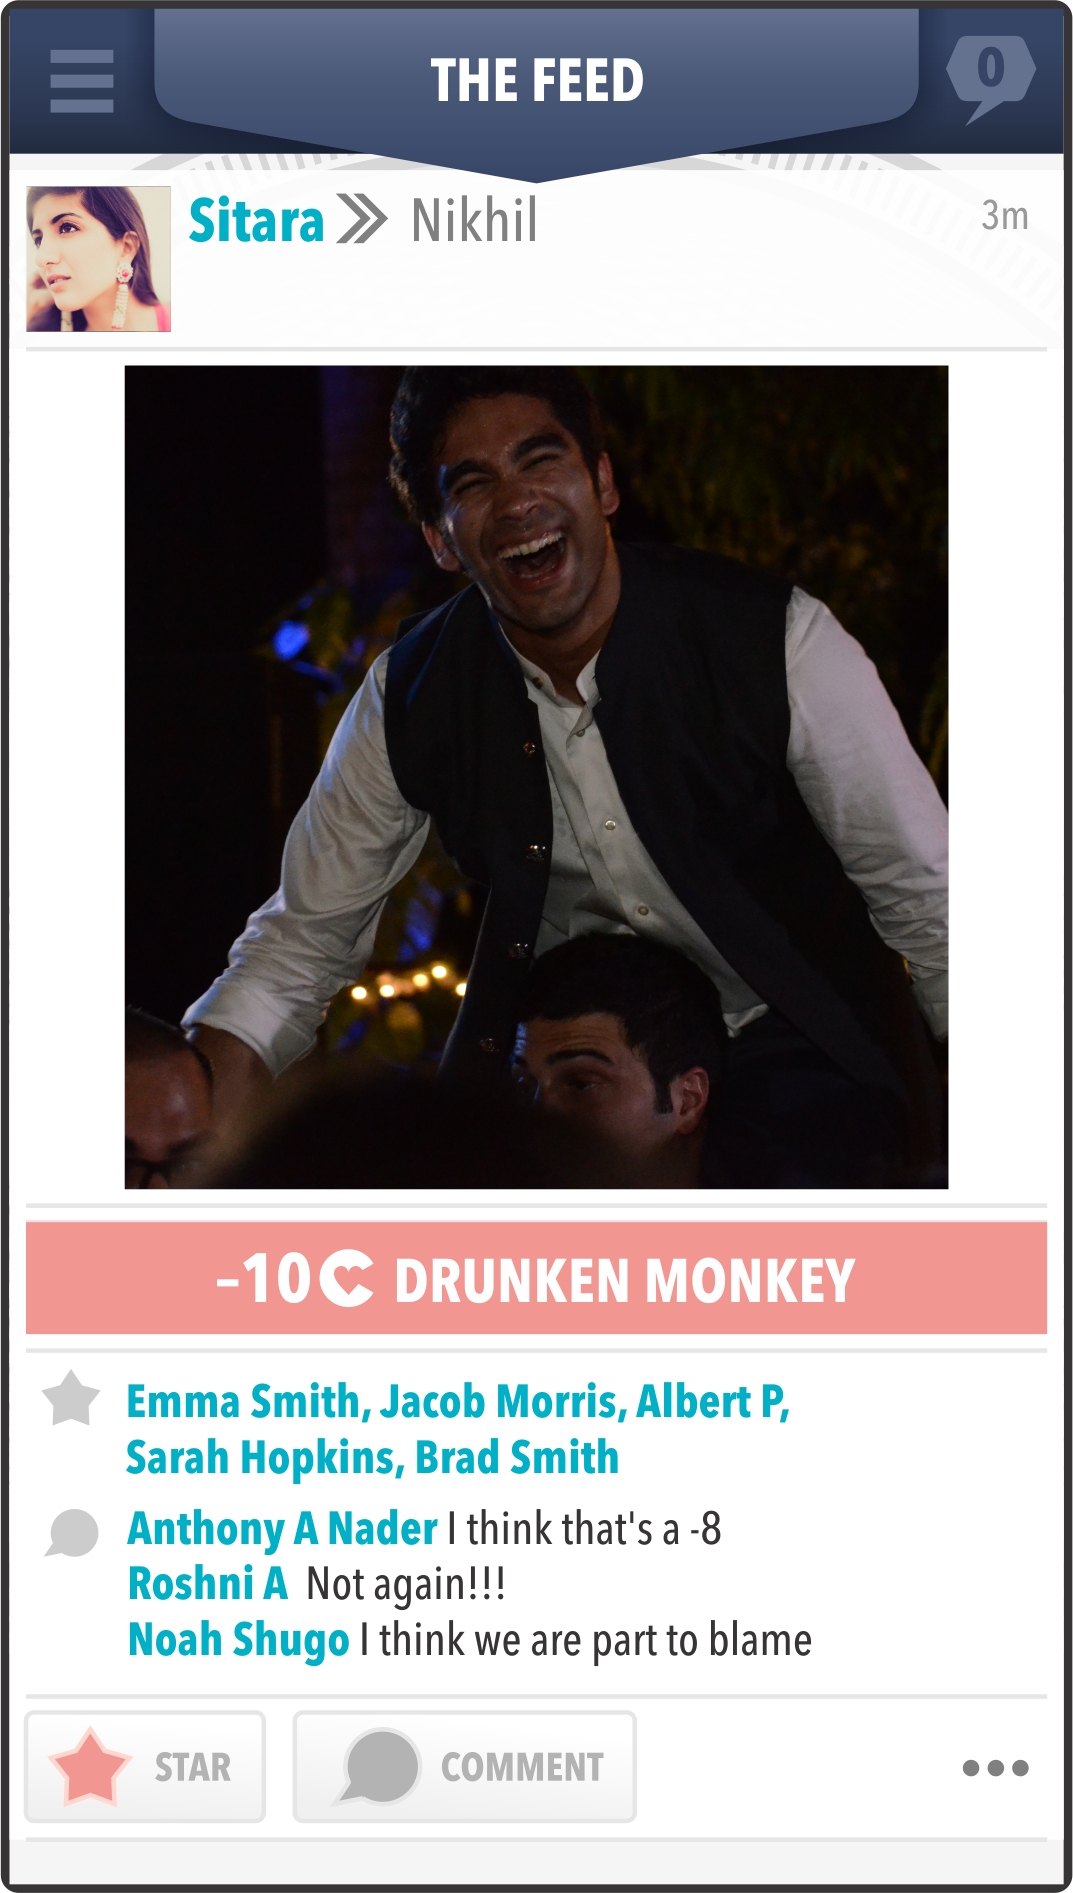 THE FEED
0
Sitara Nikhil
3m
-10 DRUNKEN MONKEY
Emma Smith, Jacob Morris, Albert P,
Sarah Hopkins, Brad Smith
Anthony A Nader I think that's a -8
Roshni A Not again!!!
Noah Shugo I think we are part to blame
STAR
COMMENT